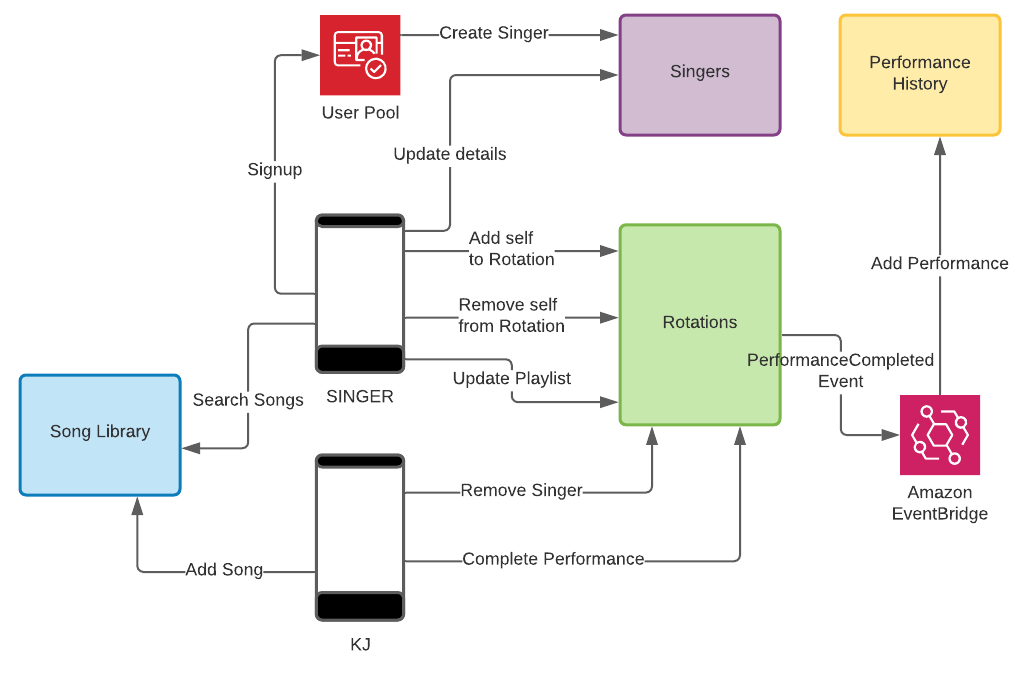 Create Singer
Singers
Performance
History
User Pool
Update details
Signup
Add self
to Rotation
Add Performance
Remove self
from Rotation
Rotations
PerformanceCompleted
Event
Update Playlist
SINGER
Search Songs
Song Library
Remove Singer
Amazon
EventBridge
Complete Performance
Add Song
KJ